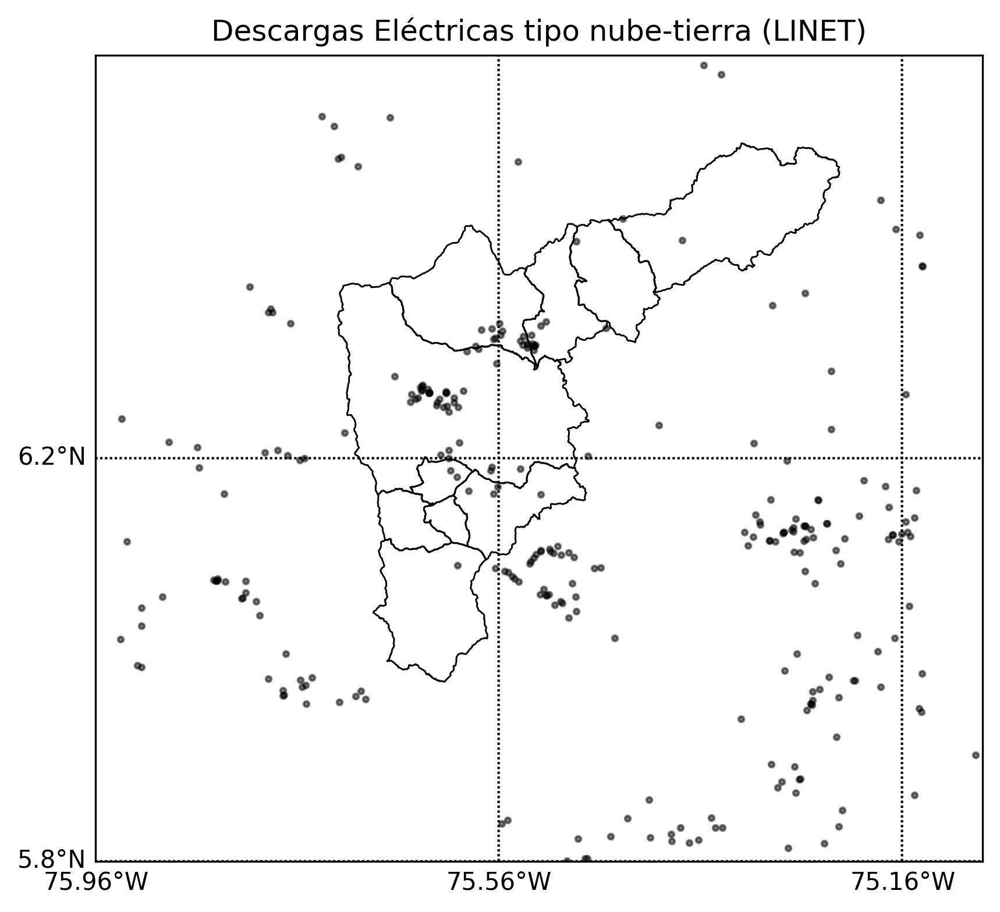 Descargas Eléctricas tipo nube-tierra (LINET)
6.2°N
5.8°N
75.96°W 75.56°W 75.16°W